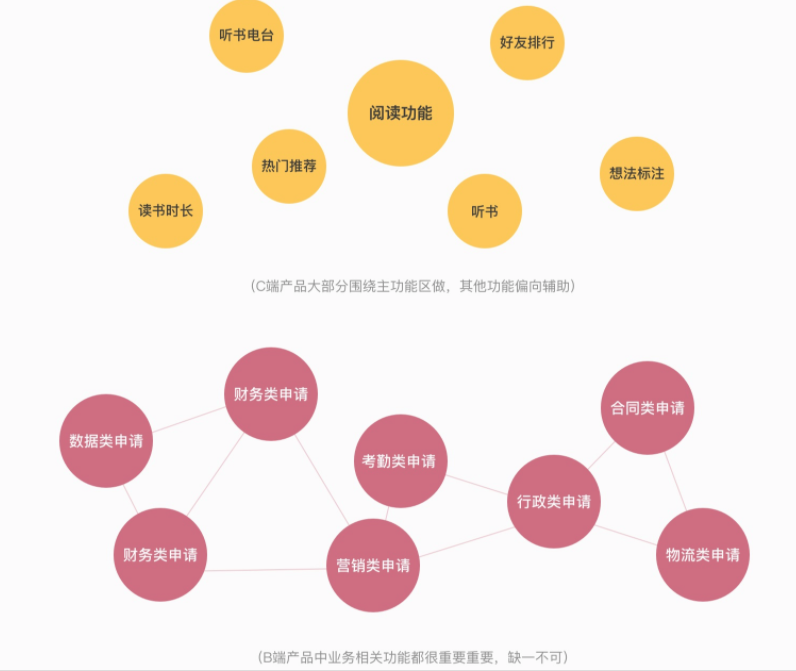 听书电台
好友排行
阅读功能
热门推荐
想法标注
读书时长
听书
（C端产品大部分围绕主功能区做，其他功能偏向辅助）
财务类申请
合同类申请
数据类申请
考勤类申请
行政类申请
财务类申请
营销类申请
物流类申请
（B端产品中业务相关功能都很重要重要，缺一不可）